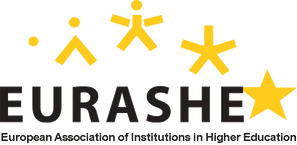 EURASHE
European Association of Institutions in Higher Education